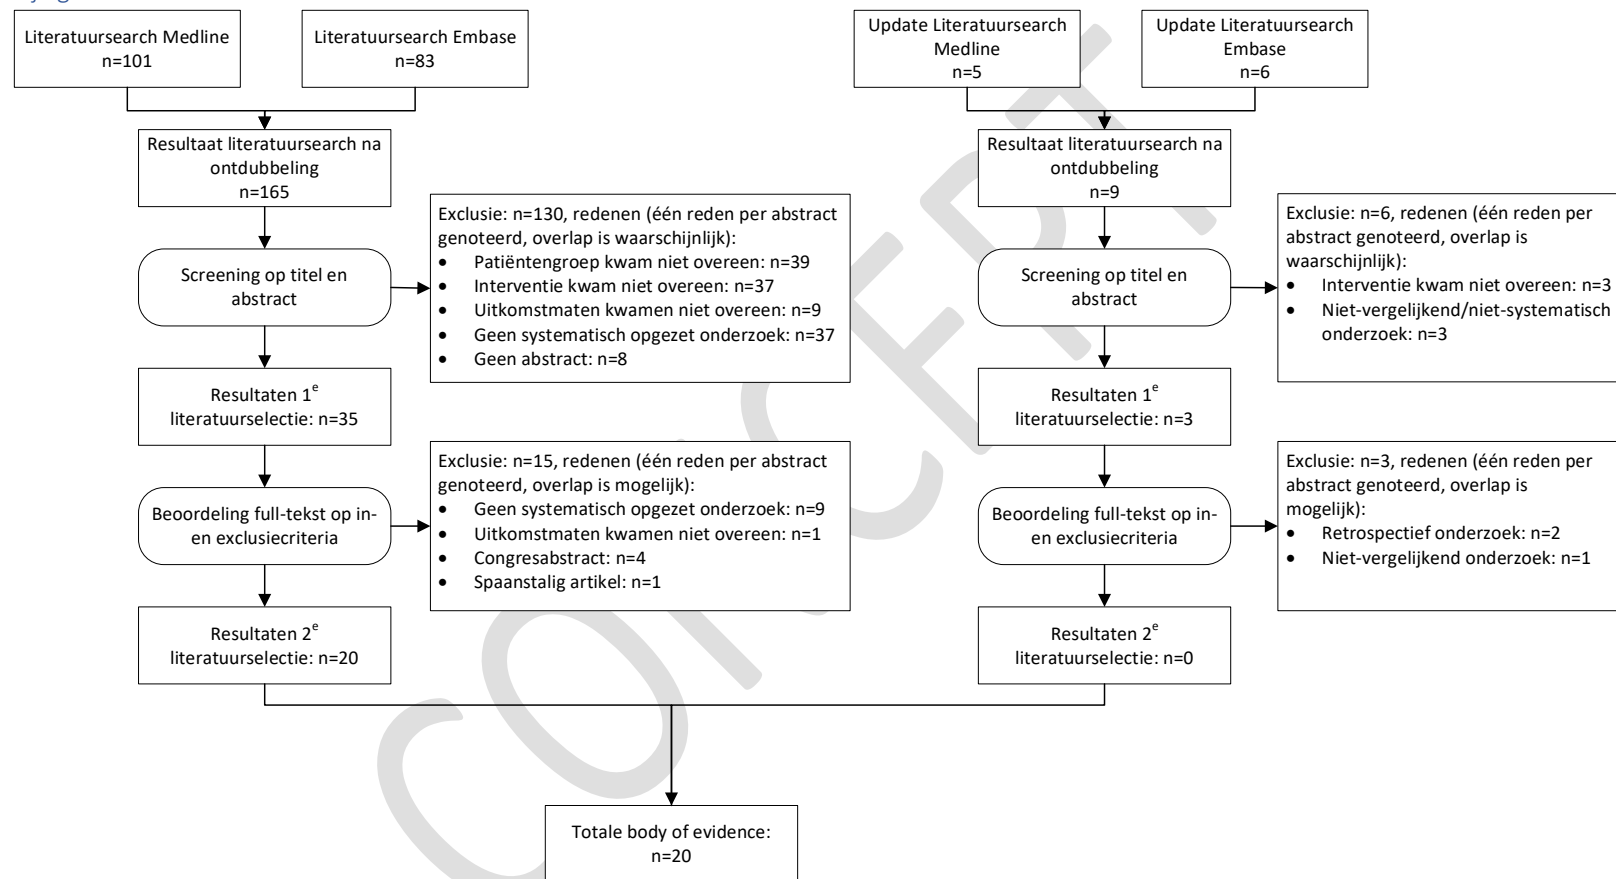 Literatuursearch Medline
n=101
Literatuursearch Embase
n=83
Resultaat literatuursearch na
ontdubbeling
n=165
Screening op titel en
abstract
Exclusie: n=130, redenen (één reden per abstract
genoteerd, overlap is waarschijnlijk):
• Patiëntengroep kwam niet overeen: n=39
• Interventie kwam niet overeen: n=37
• Uitkomstmaten kwamen niet overeen: n=9
• Geen systematisch opgezet onderzoek: n=37
• Geen abstract: n=8
Resultaten 1e
literatuurselectie: n=35
Beoordeling full-tekst op in-
en exclusiecriteria
Exclusie: n=15, redenen (één reden per abstract
genoteerd, overlap is mogelijk):
• Geen systematisch opgezet onderzoek: n=9
• Uitkomstmaten kwamen niet overeen: n=1
• Congresabstract: n=4
• Spaanstalig artikel: n=1
Resultaten 2e
literatuurselectie: n=20
Update Literatuursearch
Medline
n=5
Update Literatuursearch
Embase
n=6
Resultaat literatuursearch na
ontdubbeling
n=9
Screening op titel en
abstract
Exclusie: n=6, redenen (één reden per
abstract genoteerd, overlap is
waarschijnlijk):
• Interventie kwam niet overeen: n=3
• Niet-vergelijkend/niet-systematisch
onderzoek: n=3
Resultaten 1e
literatuurselectie: n=3
Beoordeling full-tekst op in-
en exclusiecriteria
Exclusie: n=3, redenen (één reden per
abstract genoteerd, overlap is
mogelijk):
• Retrospectief onderzoek: n=2
• Niet-vergelijkend onderzoek: n=1
Resultaten 2e
literatuurselectie: n=0
Totale body of evidence:
n=20
CONCEPT